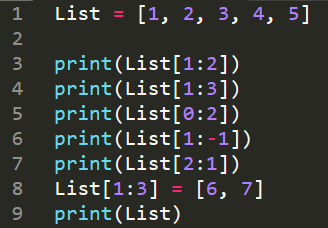 1 List = [1, 2, 3, 4, 5]
2
3 print(List[1:2])
4 print(List[1:3])
5 print(List[0:2])
6 print(List[1:-1])
7 print(List[2:1])
8 List[1:3] = [6, 7]
9 print(List)